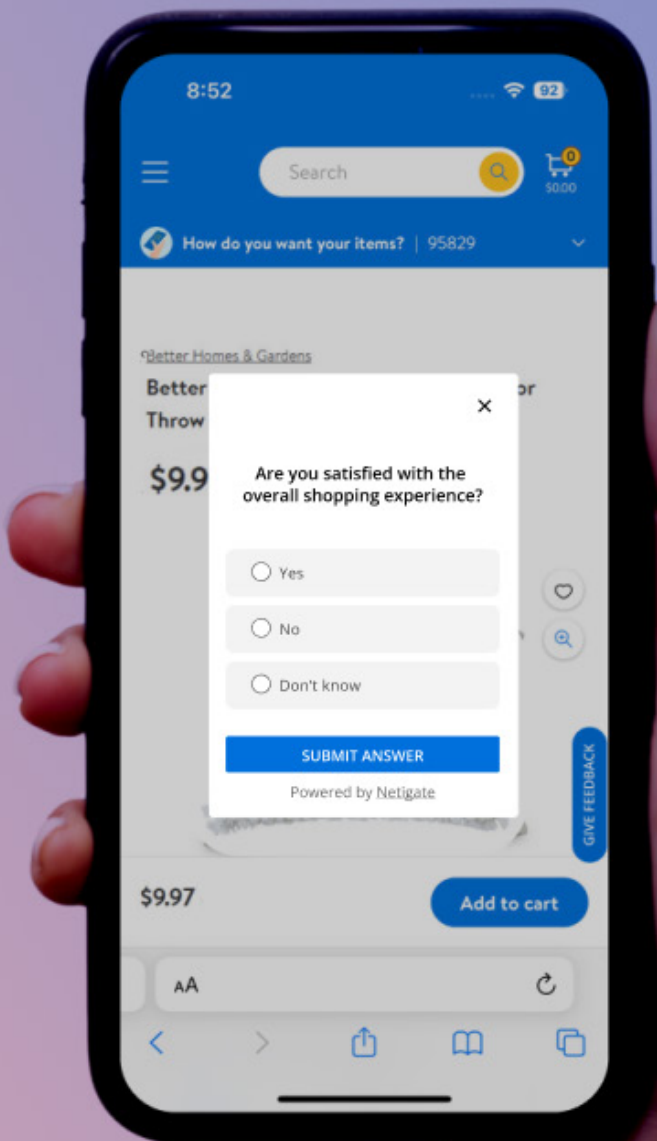 8:52
92
Search
0
$0.00
How do you want your items? | 95829
Better Homes & Gardens
Better
or
Throw
$9.9
Are you satisfied with the
overall shopping experience?
Yes
No
Don't know
SUBMIT ANSWER
Powered by Netigate
GIVE FEEDBACK
$9.97
Add to cart
AA